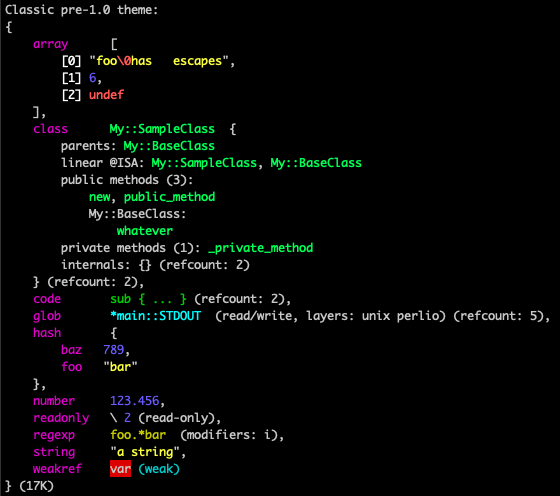 Classic pre-1.0 theme:
{
    array      [
        [0] "foo\0has   escapes",
        [1] 6,
        [2] undef
    ],
    class      My::SampleClass  {
        parents: My::BaseClass
        linear @ISA: My::SampleClass, My::BaseClass
        public methods (3):
            new, public_method
            My::BaseClass:
                whatever
        private methods (1): _private_method
        internals: {} (refcount: 2)
    } (refcount: 2),
    code       sub { ... } (refcount: 2),
    glob       *main::STDOUT  (read/write, layers: unix perlio) (refcount: 5),
    hash       {
        baz   789,
        foo   "bar"
    },
    number     123.456,
    readonly   \ 2 (read-only),
    regexp     foo.*bar  (modifiers: i),
    string     "a string",
    weakref    var (weak)
} (17K)